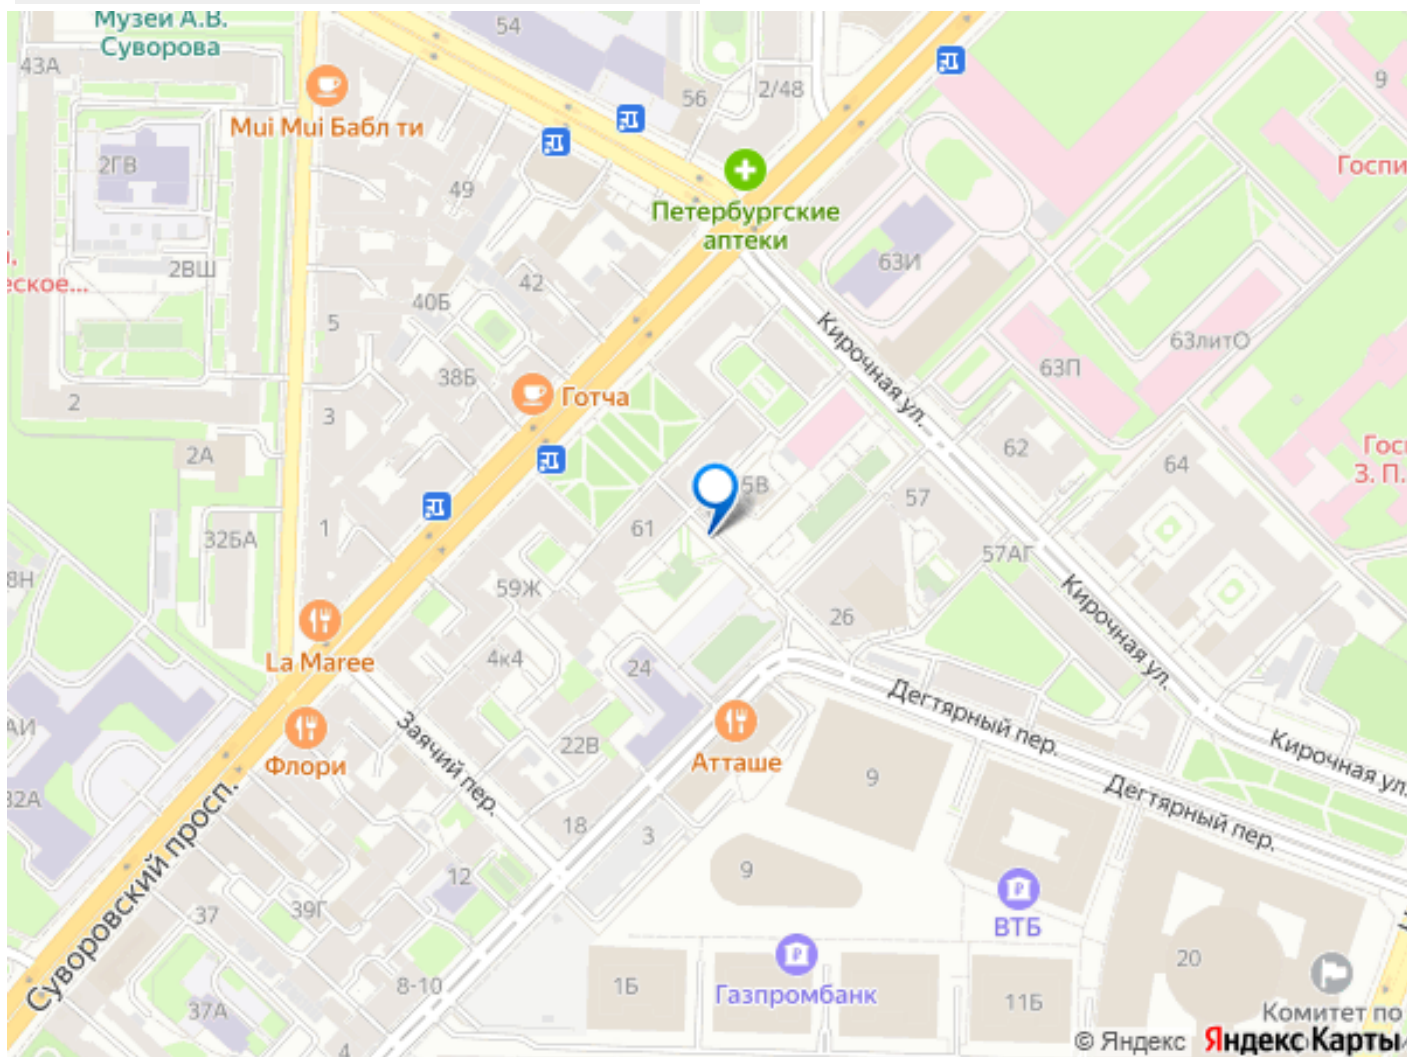 Музей А.В.
Суворова
43А
54
9
56
2/48
Mui Mui Бабл ти
2ГВ
Госпи
49
Петербургские
аптеки
63И
2ВШ
еское...
42
40Б
5
Кирочная ул.
63литО
63П
38Б
Готча
2
3
2А
62
64
Гос
З. П.
5В
57
61
1
32БА
57АГ
8Н
59Ж
26
Кирочная ул.
La Maree
4к4
24
Дегтярный пер.
АИ
Заячий пер.
22В
Флори
Атташе
9
Кирочная ул.
32А
Дегтярный пер.
18
3
9
12
Суворовский просп.
37
39Г
ВТБ
20
8-10
1Б
Газпромбанк
11Б
37А
Комитет по
4
© Яндекс Яндекс Карты